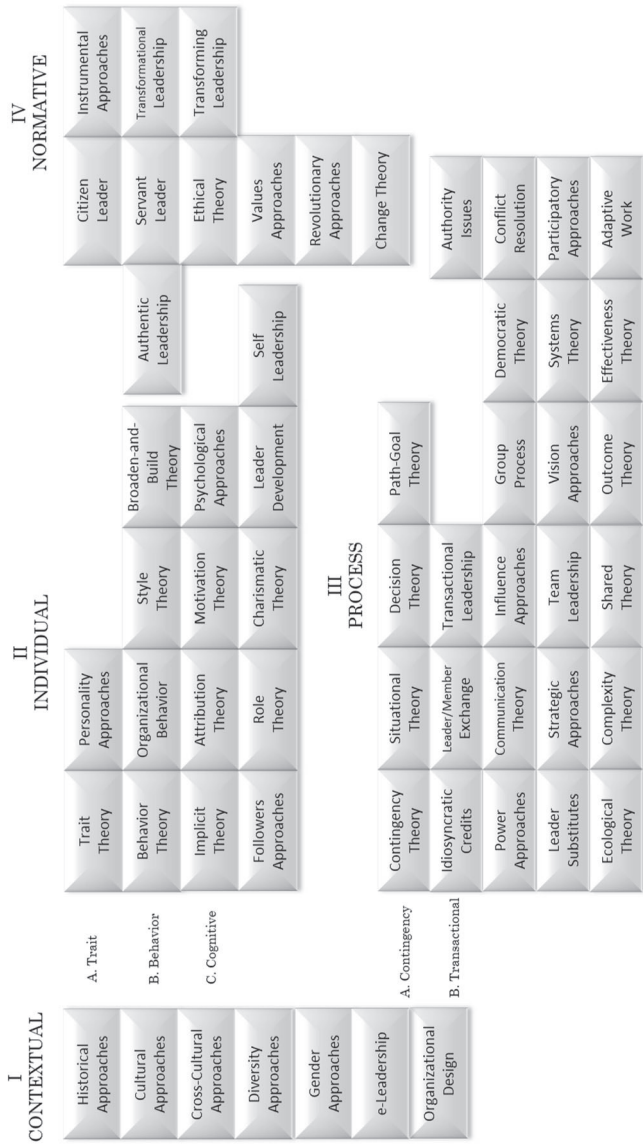 I
CONTEXTUAL
Historical
Approaches
Cultural
Approaches
Cross-Cultural
Approaches
Diversity
Approaches
Gender
Approaches
e-Leadership
Organizational
Design
II
INDIVIDUAL
A. Trait
Trait
Theory
Personality
Approaches
B. Behavior
Behavior
Theory
Organizational
Behavior
Style
Theory
Broaden-and-
Build
Theory
Authentic
Leadership
C. Cognitive
Implicit
Theory
Attribution
Theory
Motivation
Theory
Psychological
Approaches
Followers
Approaches
Role
Theory
Charismatic
Theory
Leader
Development
Self
Leadership
III
PROCESS
A. Contingency
Contingency
Theory
Situational
Theory
Decision
Theory
Path-Goal
Theory
B. Transactional
Idiosyncratic
Credits
Leader/Member
Exchange
Transactional
Leadership
Authority
Issues
Power
Approaches
Communication
Theory
Influence
Approaches
Group
Process
Democratic
Theory
Conflict
Resolution
Leader
Substitutes
Strategic
Approaches
Team
Leadership
Vision
Approaches
Systems
Theory
Participatory
Approaches
Ecological
Theory
Complexity
Theory
Shared
Theory
Outcome
Theory
Effectiveness
Theory
Adaptive
Work
IV
NORMATIVE
Citizen
Leader
Instrumental
Approaches
Servant
Leader
Transformational
Leadership
Ethical
Theory
Transforming
Leadership
Values
Approaches
Revolutionary
Approaches
Change Theory